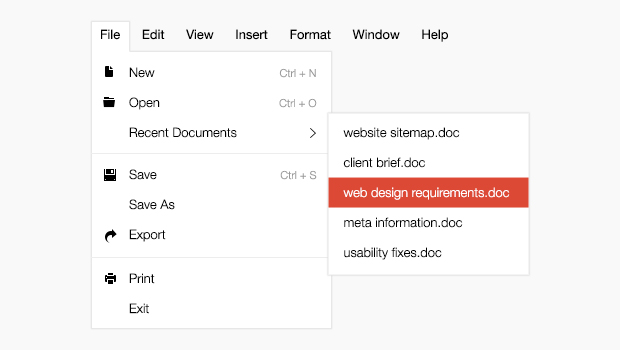 File Edit View Insert Format Window Help
New Ctrl + N
Open Ctrl + O
Recent Documents
website sitemap.doc
client brief.doc
web design requirements.doc
meta information.doc
usability fixes.doc
Save Ctrl + S
Save As
Export
Print
Exit